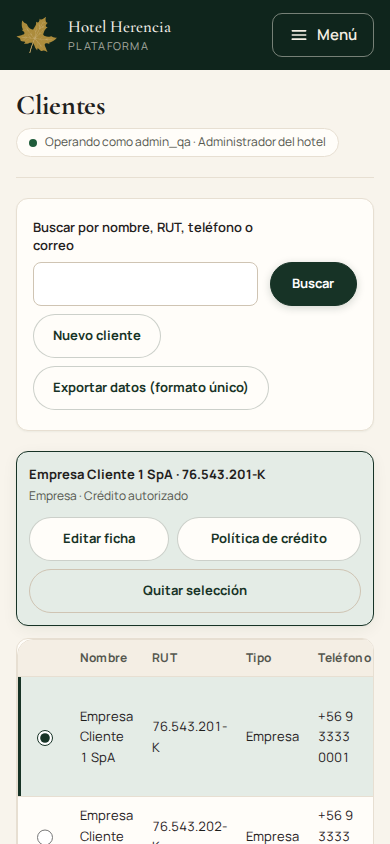 Hotel Herencia
PLATAFORMA
Menú
Clientes
Operando como admin_qa · Administrador del hotel
Buscar por nombre, RUT, teléfono o
correo
Buscar
Nuevo cliente
Exportar datos (formato único)
Empresa Cliente 1 SpA · 76.543.201-K
Empresa · Crédito autorizado
Editar ficha
Política de crédito
Quitar selección
Nombre RUT Tipo Teléfono
Empresa
Cliente
1 SpA
76.543.201-
K
Empresa
+56 9
3333
0001
Empresa
Cliente
76.543.202-
K
Empresa
+56 9
3333